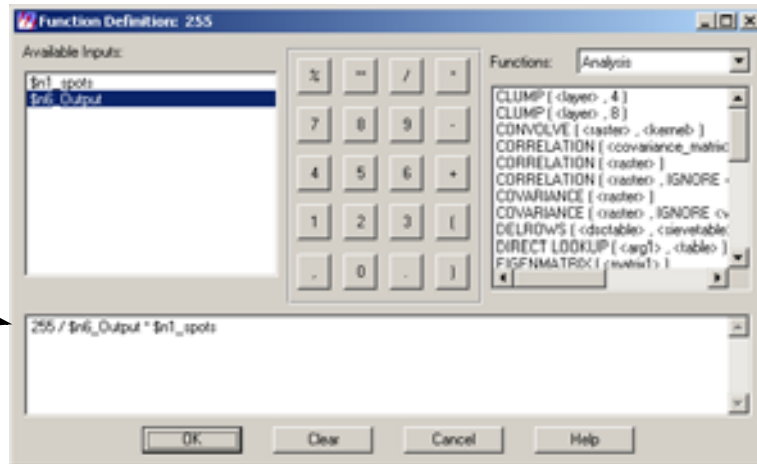 Function Definition: 255
Available Inputs:
$n1_spots
$n6_Output
% ** / *
7 8 9 -
4 5 6 +
1 2 3 (
, 0 . )
Functions: Analysis
CLUMP ( <layer> , 4 )
CLUMP ( <layer> , 8 )
CONVOLVE ( <raster> , <kernel> )
CORRELATION ( <covariance_matrix
CORRELATION ( <raster> )
CORRELATION ( <raster> , IGNORE <
COVARIANCE ( <raster> )
COVARIANCE ( <raster> , IGNORE <v
DELROWS ( <dsctable> , <sievetable
DIRECT LOOKUP ( <arg1> , <table> )
EIGENMATRIX ( <matrix1> )
255 / $n6_Output * $n1_spots
OK Clear Cancel Help